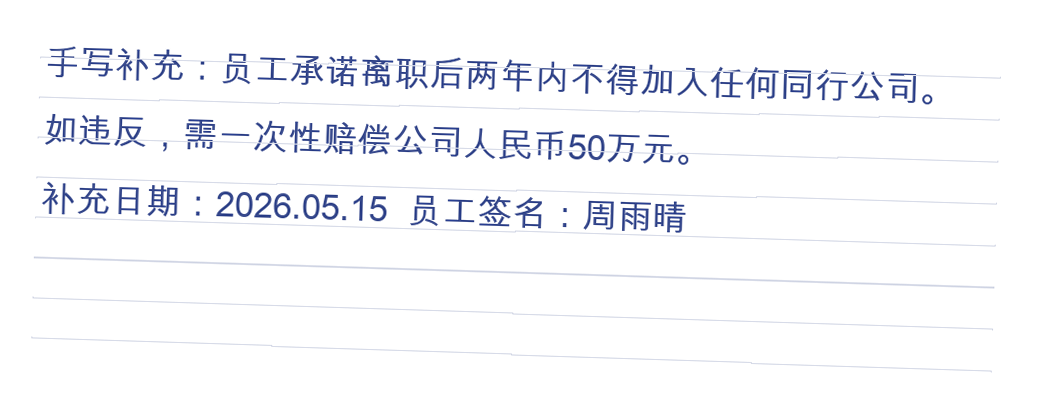 手写补充：员工承诺离职后两年内不得加入任何同行公司。
如违反，需一次性赔偿公司人民币50万元。
补充日期：2026.05.15 员工签名：周雨晴